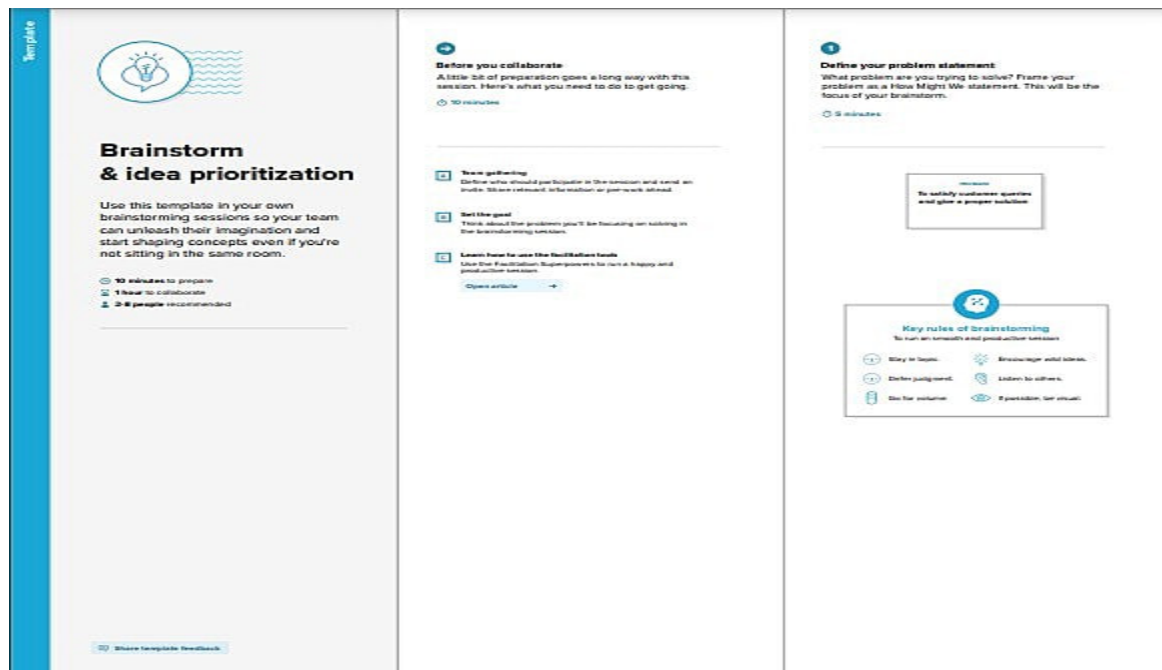 Template
Brainstorm
& idea prioritization
Use this template in your own
brainstorming sessions so your team
can unleash their imagination and
start shaping concepts even if you're
not sitting in the same room.
10 minutes to prepare
1 hour to collaborate
2-8 people recommended
Share template feedback
Before you collaborate
A little bit of preparation goes a long way with this
session. Here's what you need to do to get going.
10 minutes
A
Team gathering
Define who should participate in the session and send an
invite. Share relevant information or pre-work ahead.
B
Set the goal
Think about the problem you'll be focusing on solving in
the brainstorming session.
C
Learn how to use the facilitation tools
Use the Facilitation Superpowers to run a happy and
productive session.
Open article
1
Define your problem statement
What problem are you trying to solve? Frame your
problem as a How Might We statement. This will be the
focus of your brainstorm.
5 minutes
PROBLEM
To satisfy customer queries
and give a proper solution
Key rules of brainstorming
To run an smooth and productive session
Stay in topic.
Encourage wild ideas.
Defer judgment.
Listen to others.
Go for volume.
If possible, be visual.